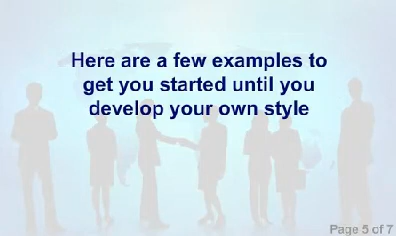 Here are a few examples to
get you started until you
develop your own style
Page 5 of 7